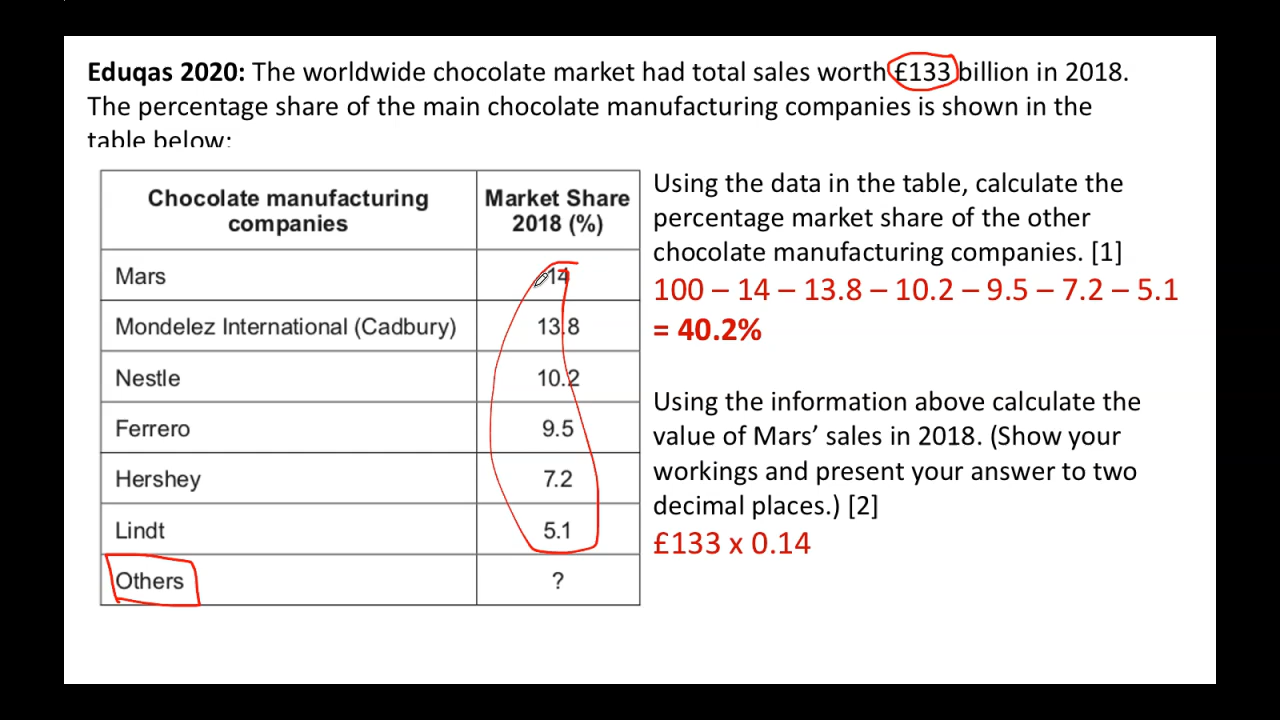 Eduqas 2020: The worldwide chocolate market had total sales worth £133 billion in 2018.
The percentage share of the main chocolate manufacturing companies is shown in the
table below:
Chocolate manufacturing companies Market Share 2018 (%)
Mars 14
Mondelez International (Cadbury) 13.8
Nestle 10.2
Ferrero 9.5
Hershey 7.2
Lindt 5.1
Others ?
Using the data in the table, calculate the
percentage market share of the other
chocolate manufacturing companies. [1]
100 – 14 – 13.8 – 10.2 – 9.5 – 7.2 – 5.1
= 40.2%
Using the information above calculate the
value of Mars’ sales in 2018. (Show your
workings and present your answer to two
decimal places.) [2]
£133 x 0.14